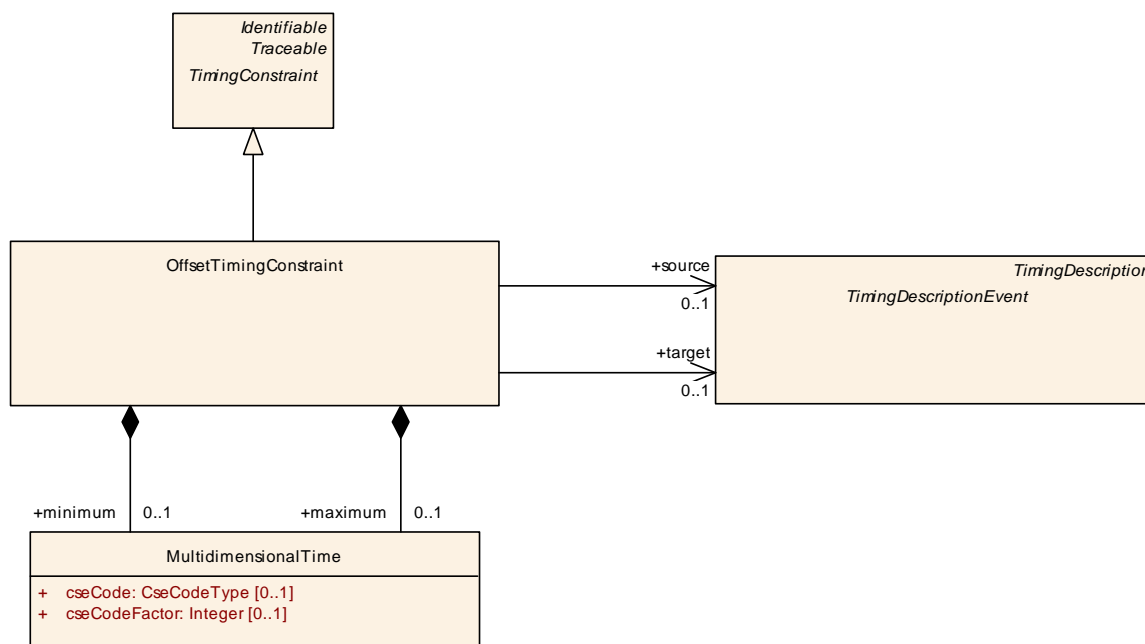 Identifiable
Traceable
TimingConstraint
OffsetTimingConstraint
+source
0..1
TimingDescription
TimingDescriptionEvent
+target
0..1
+minimum 0..1
+maximum 0..1
MultidimensionalTime
+ cseCode: CseCodeType [0..1]
+ cseCodeFactor: Integer [0..1]